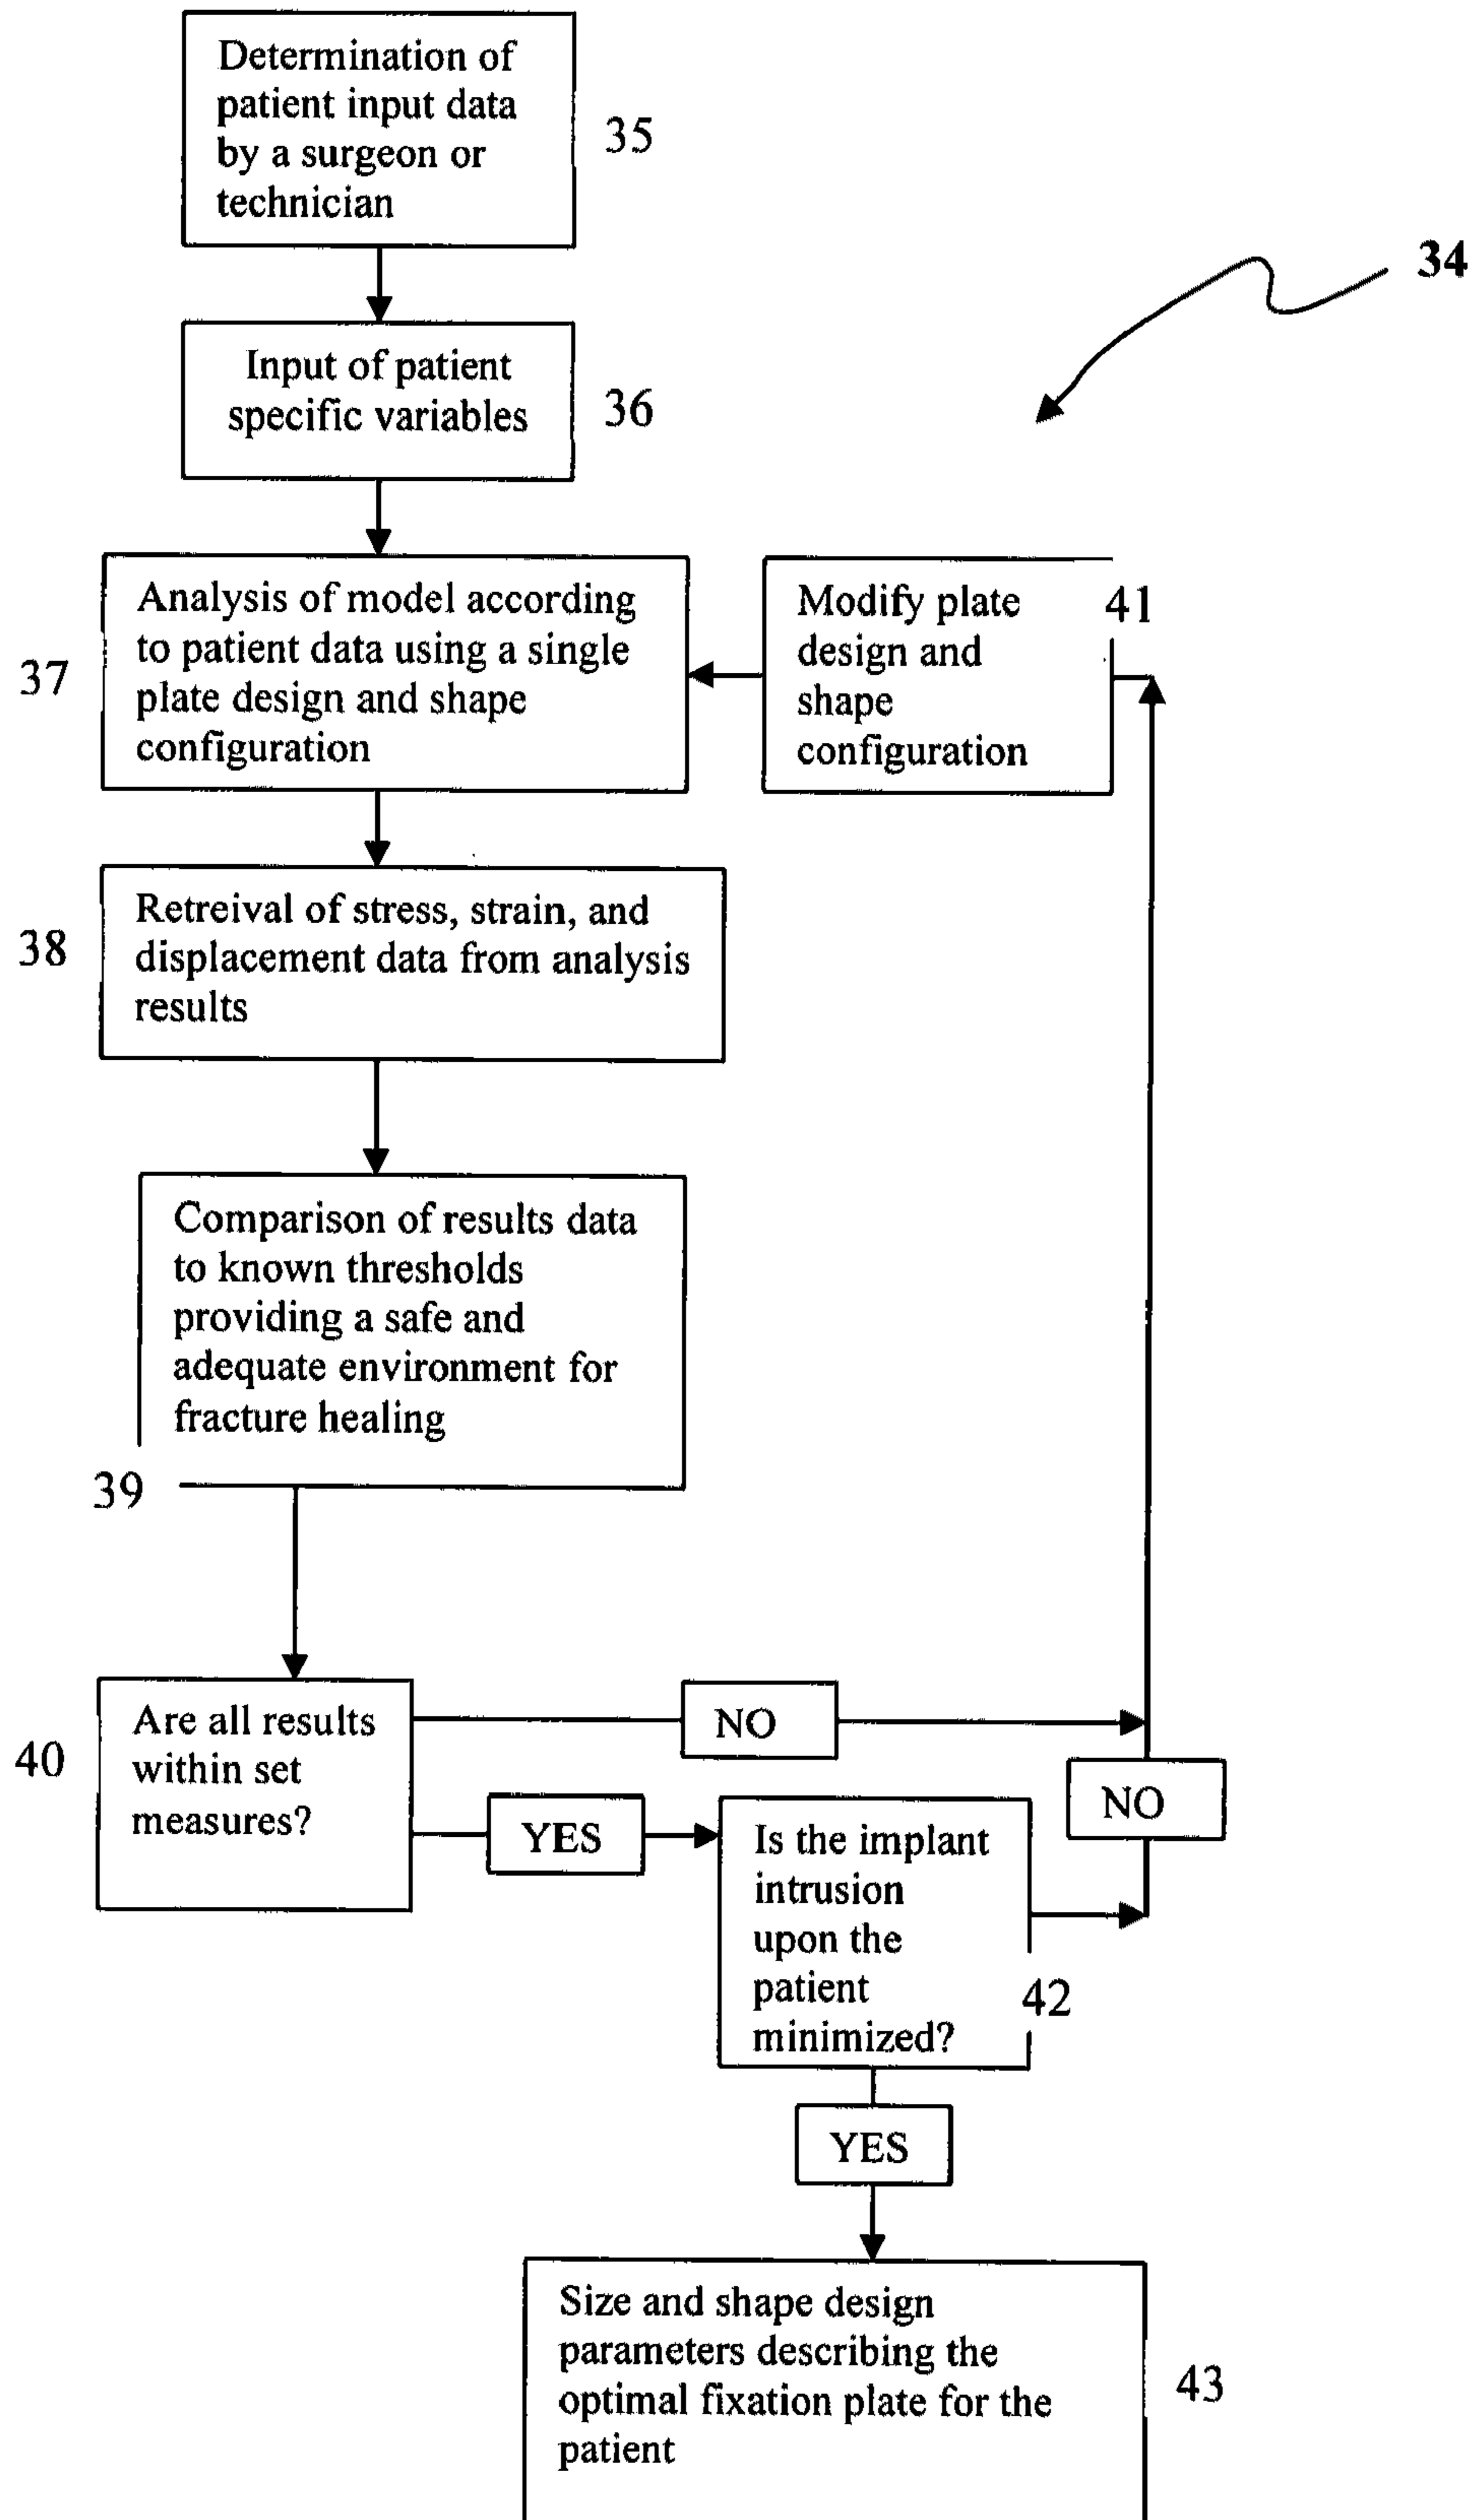 Determination of
patient input data
by a surgeon or
technician
35
34
Input of patient
specific variables
36
Analysis of model according
to patient data using a single
plate design and shape
configuration
37
Modify plate
design and
shape
configuration
41
Retreival of stress, strain, and
displacement data from analysis
results
38
Comparison of results data
to known thresholds
providing a safe and
adequate environment for
fracture healing
39
Are all results
within set
measures?
40
NO
YES
NO
Is the implant
intrusion
upon the
patient
minimized?
42
YES
Size and shape design
parameters describing the
optimal fixation plate for the
patient
43